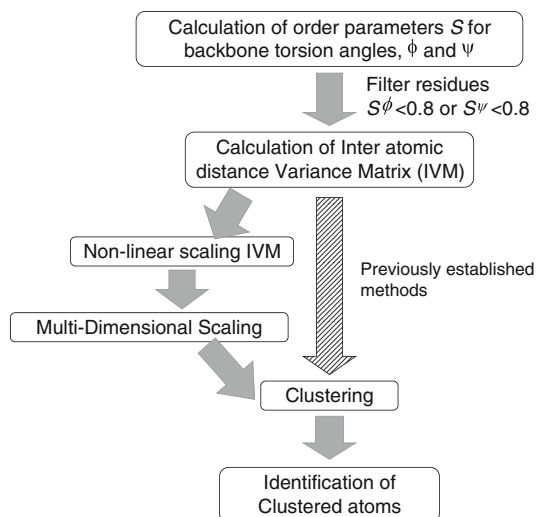 Calculation of order parameters S for
backbone torsion angles, ϕ and ψ
Filter residues
S^ϕ<0.8 or S^ψ<0.8
Calculation of Inter atomic
distance Variance Matrix (IVM)
Non-linear scaling IVM
Previously established
methods
Multi-Dimensional Scaling
Clustering
Identification of
Clustered atoms